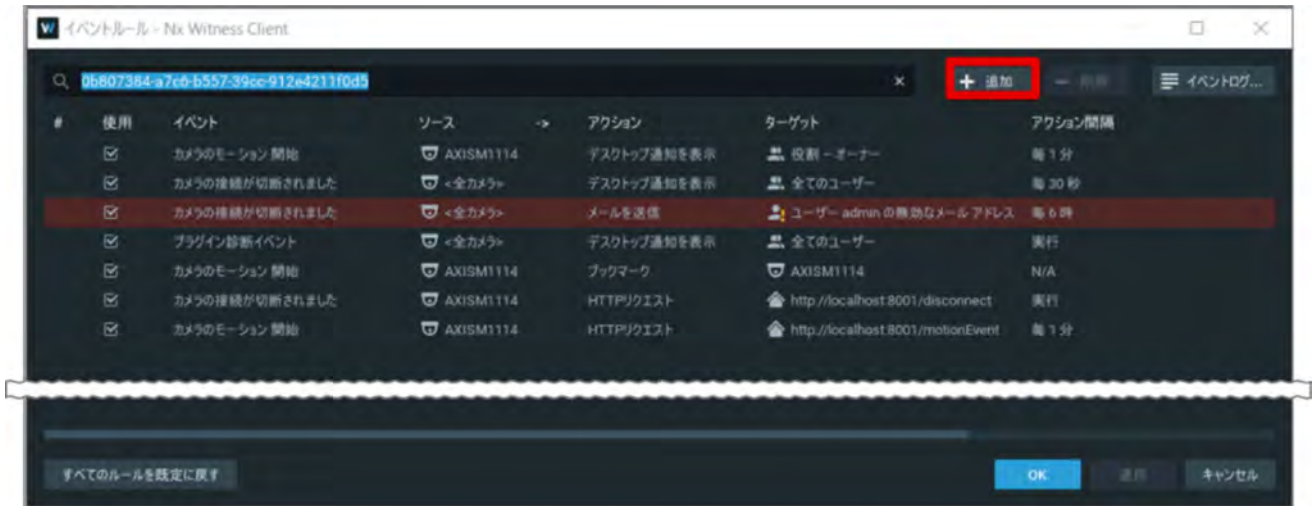 イベントルール - Nx Witness Client
0b807384-a7c6-b557-39cc-912e4211f0d5 × + 追加 − 削除 イベントログ...
# 使用 イベント ソース -> アクション ターゲット アクション間隔
カメラのモーション 開始 AXISM1114 デスクトップ通知を表示 役割 – オーナー 毎 1 分
カメラの接続が切断されました <全カメラ> デスクトップ通知を表示 全てのユーザー 毎 30 秒
カメラの接続が切断されました <全カメラ> メールを送信 ユーザー admin の無効なメール アドレス 毎 6 時
プラグイン診断イベント <全カメラ> デスクトップ通知を表示 全てのユーザー 実行
カメラのモーション 開始 AXISM1114 ブックマーク AXISM1114 N/A
カメラの接続が切断されました AXISM1114 HTTPリクエスト http://localhost:8001/disconnect 実行
カメラのモーション 開始 AXISM1114 HTTPリクエスト http://localhost:8001/motionEvent 毎 1 分
すべてのルールを既定に戻す OK 適用 キャンセル